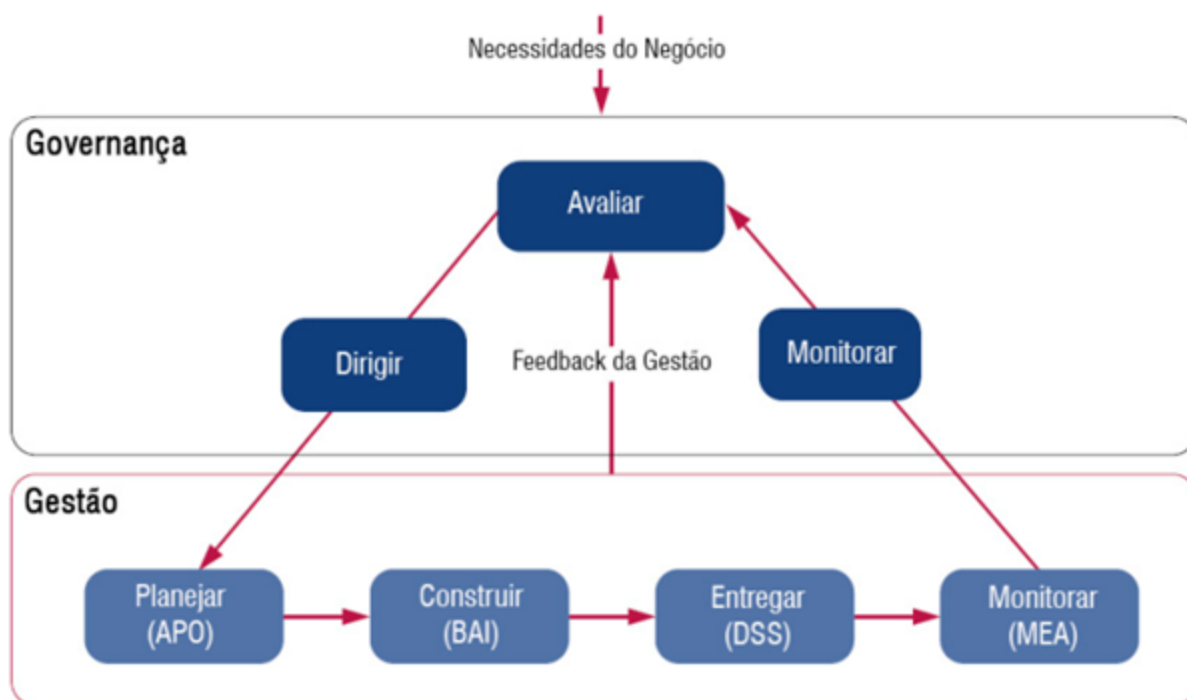 Necessidades do Negócio
Governança
Avaliar
Dirigir
Feedback da Gestão
Monitorar
Gestão
Planejar
(APO)
Construir
(BAI)
Entregar
(DSS)
Monitorar
(MEA)